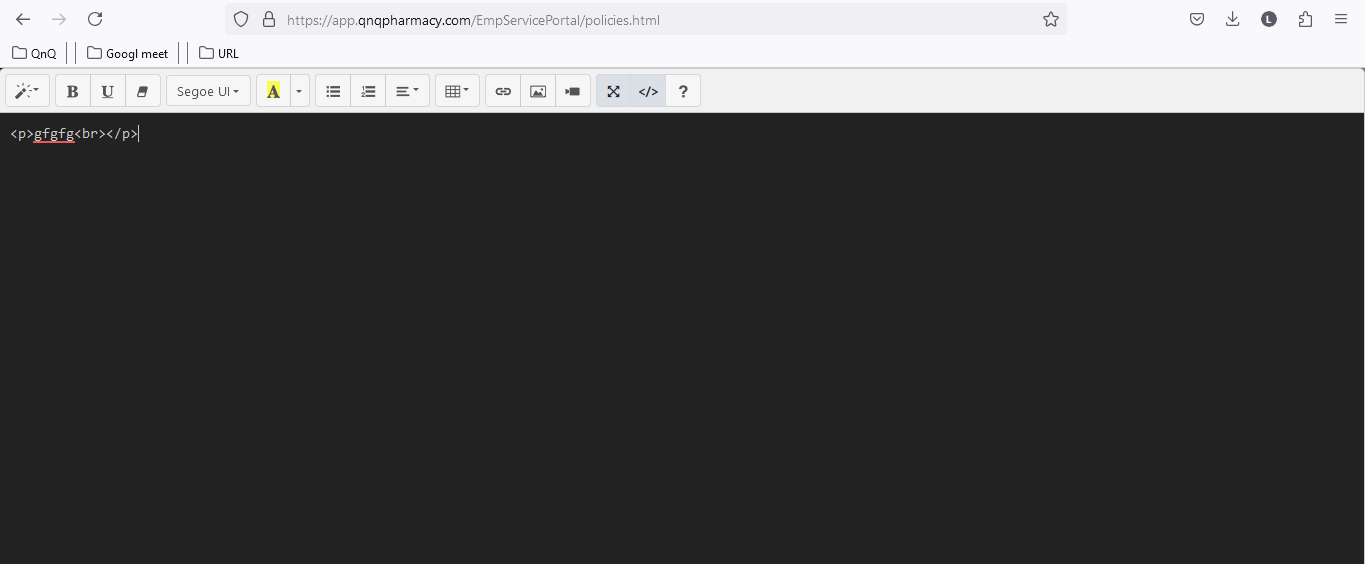 https://app.qnqpharmacy.com/EmpServicePortal/policies.html
L
QnQ
Googl meet
URL
B U Segoe UI A </> ?
<p>gfgfg<br></p>